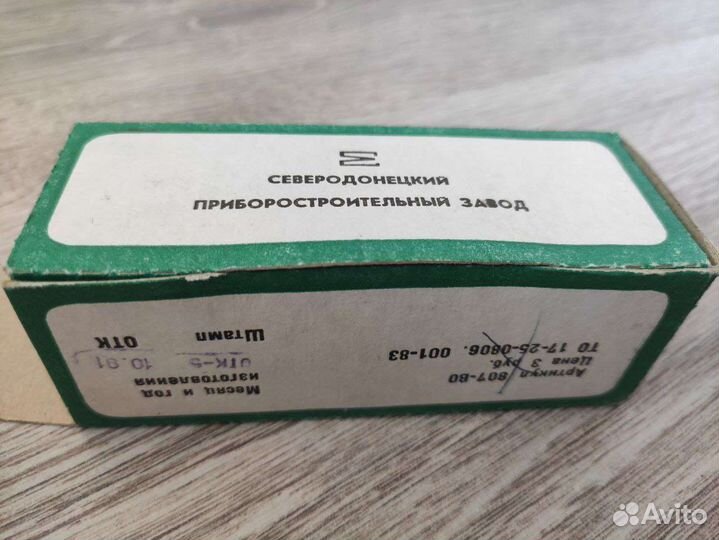 СЕВЕРОДОНЕЦКИЙ
ПРИБОРОСТРОИТЕЛЬНЫЙ ЗАВОД
Артикул 807-80
Цена 3 руб.
ТО 17-25-0806. 001-83
Месяц и год
изготовления 10.91
Штамп ОТК ОТК-5
Avito